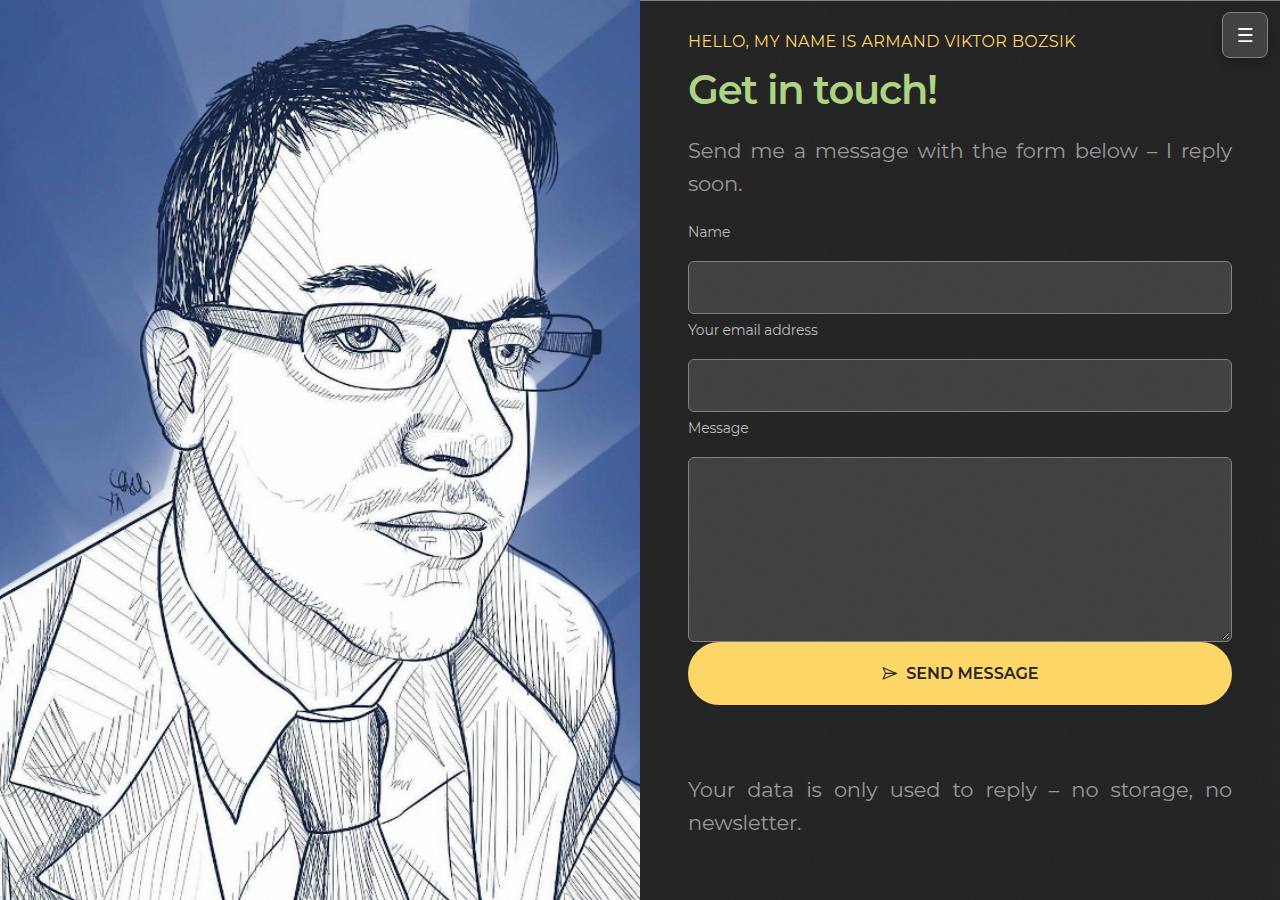 HELLO, MY NAME IS ARMAND VIKTOR BOZSIK
Get in touch!
Send me a message with the form below – I reply
soon.
Name
Your email address
Message
SEND MESSAGE
Your data is only used to reply – no storage, no
newsletter.